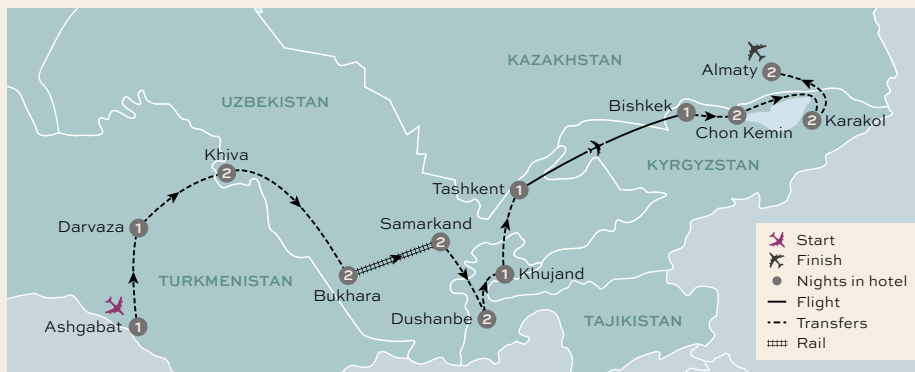 KAZAKHSTAN
Almaty
2
UZBEKISTAN
Bishkek
1
2
Chon Kemin
2
Karakol
Khiva
2
KYRGYZSTAN
Tashkent
1
Darvaza
1
Samarkand
2
TURKMENISTAN
Bukhara
2
1
Khujand
Dushanbe
2
TAJIKISTAN
Ashgabat
1
Start
Finish
Nights in hotel
Flight
Transfers
Rail